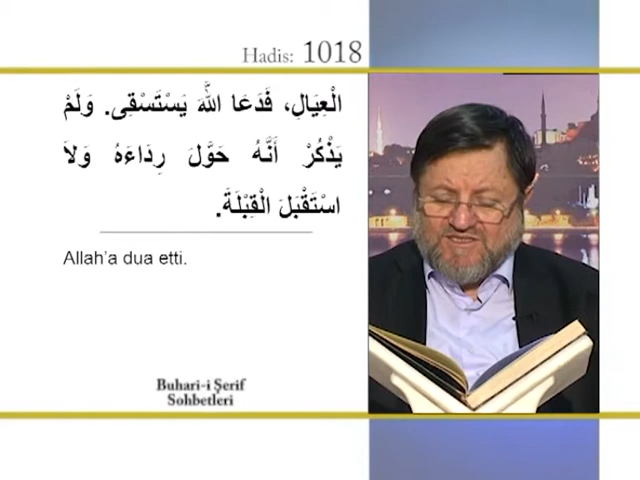 Hadis: 1018
الْعِيَالِ، فَدَعَا اللَّهَ يَسْتَسْقِى. وَلَمْ
يَذْكُرْ أَنَّهُ حَوَّلَ رِدَاءَهُ وَلاَ
اسْتَقْبَلَ الْقِبْلَةَ.
Allah’a dua etti.
Buhari-i Şerif
Sohbetleri